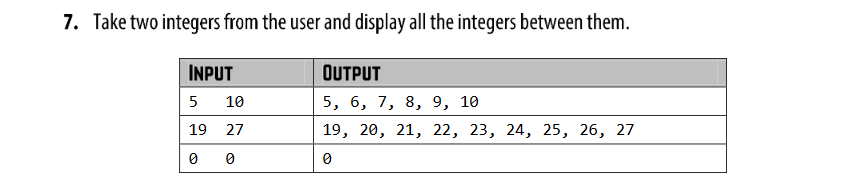 7. Take two integers from the user and display all the integers between them.
INPUT OUTPUT
5 10 5, 6, 7, 8, 9, 10
19 27 19, 20, 21, 22, 23, 24, 25, 26, 27
0 0 0